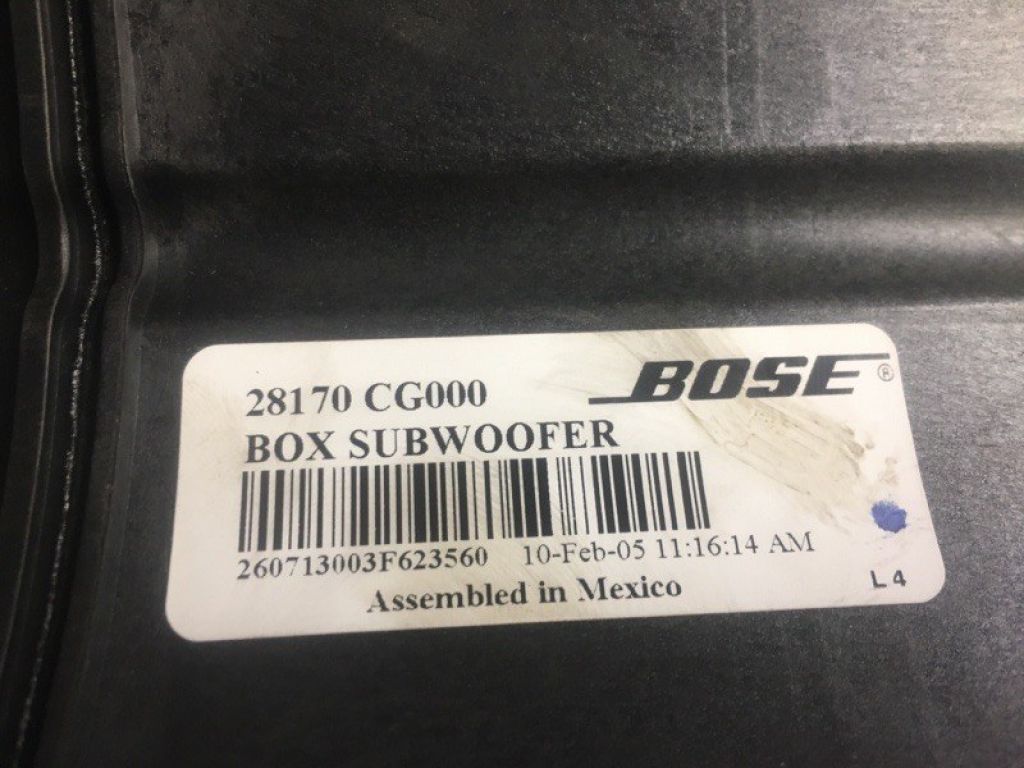 BOSE®
28170 CG000
BOX SUBWOOFER
260713003F623560 10-Feb-05 11:16:14 AM
Assembled in Mexico
L4